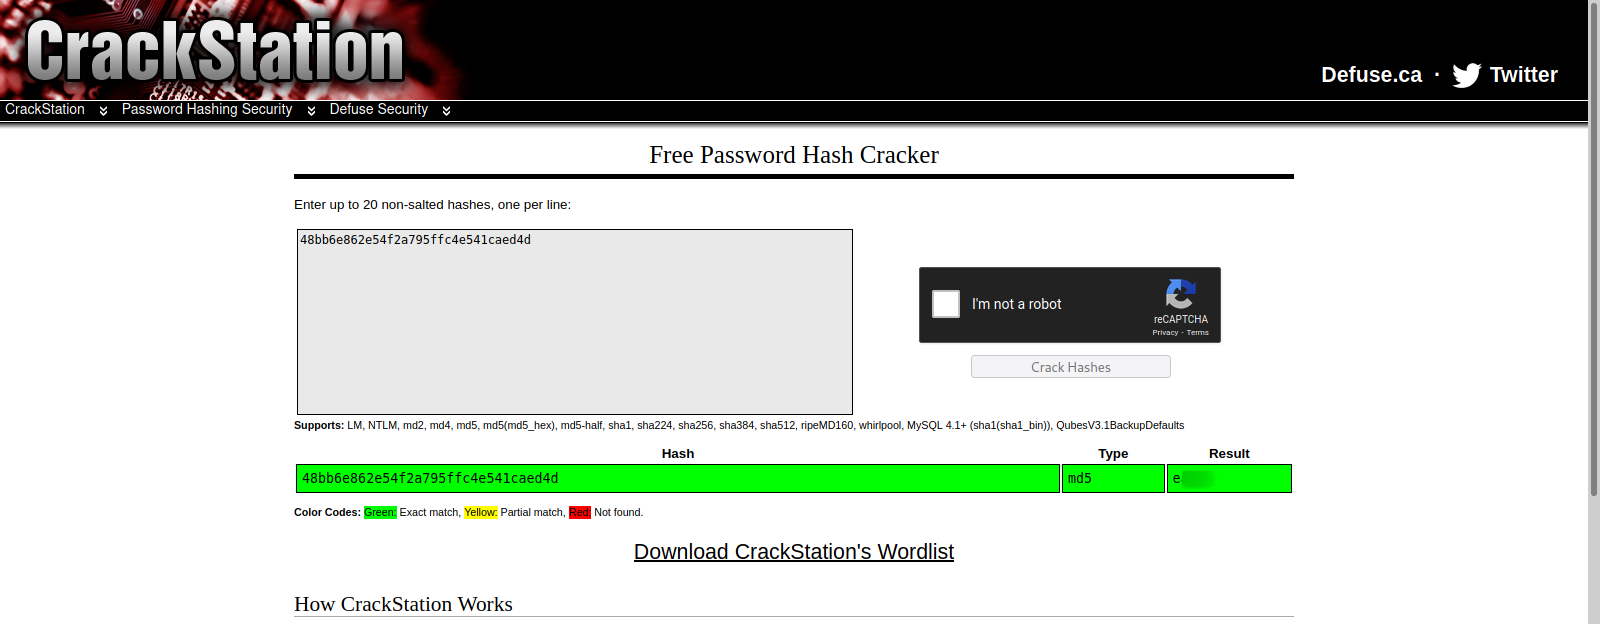 CrackStation
Defuse.ca · Twitter
CrackStation Password Hashing Security Defuse Security
Free Password Hash Cracker
Enter up to 20 non-salted hashes, one per line:
48bb6e862e54f2a795ffc4e541caed4d
I'm not a robot
reCAPTCHA
Privacy - Terms
Crack Hashes
Supports: LM, NTLM, md2, md4, md5, md5(md5_hex), md5-half, sha1, sha224, sha256, sha384, sha512, ripeMD160, whirlpool, MySQL 4.1+ (sha1(sha1_bin)), QubesV3.1BackupDefaults
Hash Type Result
48bb6e862e54f2a795ffc4e541caed4d md5
Color Codes: Green: Exact match, Yellow: Partial match, Red: Not found.
Download CrackStation's Wordlist
How CrackStation Works